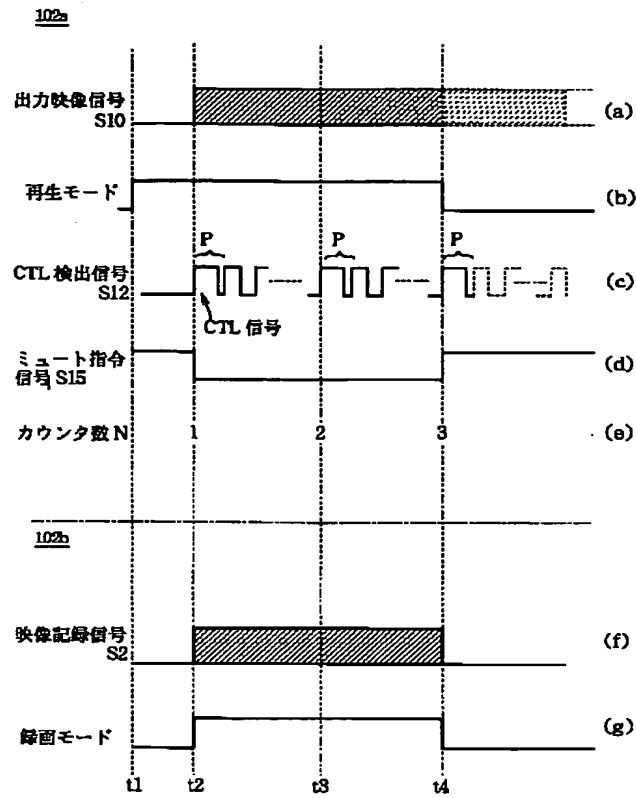 102a
出力映像信号
S10
(a)
再生モード
(b)
P P P
CTL 検出信号
S12
(c)
CTL 信号
ミュート指令
信号 S15
(d)
カウンタ数 N 1 2 3
(e)
102b
映像記録信号
S2
(f)
録画モード
(g)
t1 t2 t3 t4